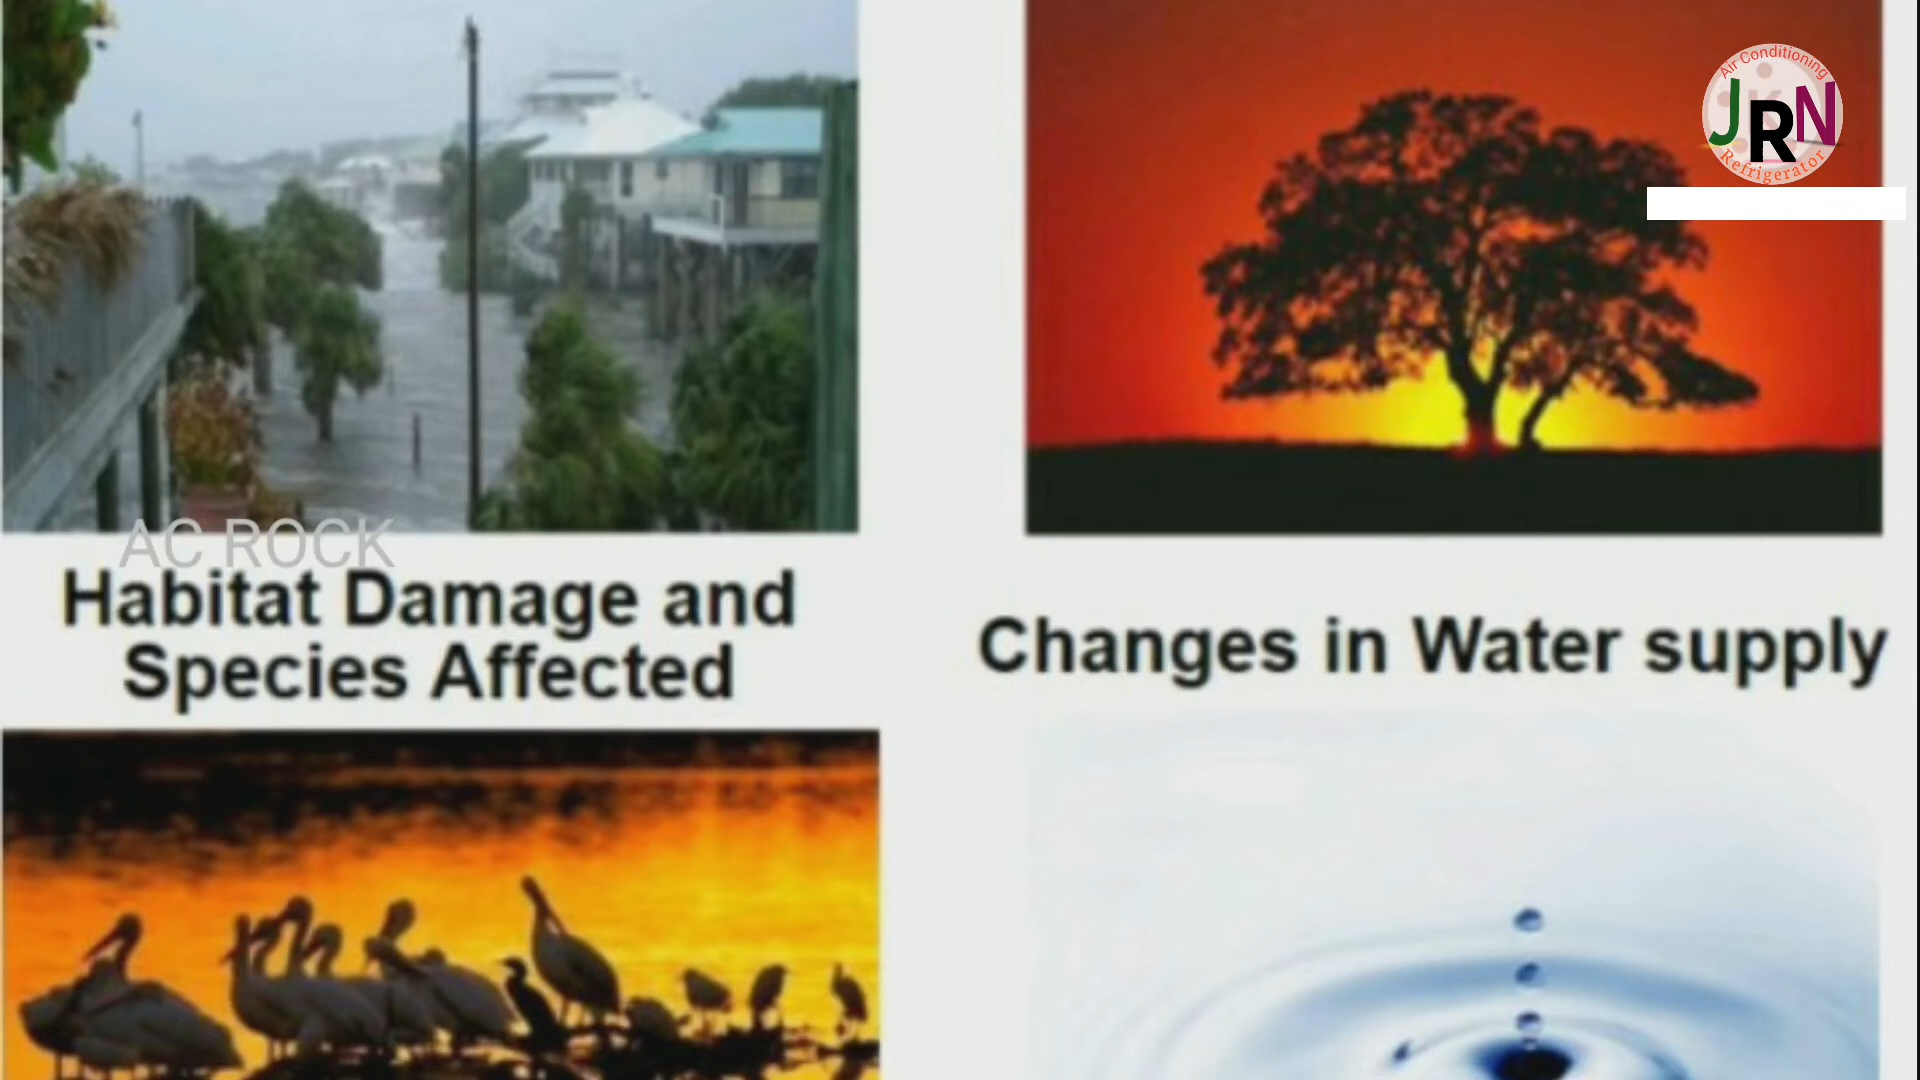 Air Conditioning
JRN
Refrigerator
AC ROCK
Habitat Damage and
Species Affected
Changes in Water supply